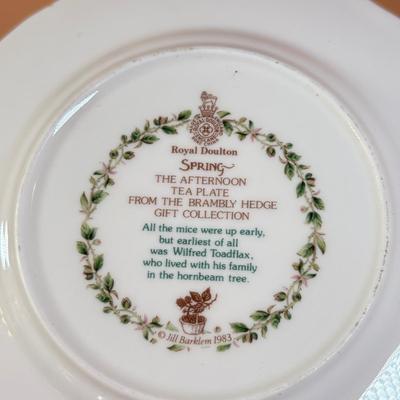 Royal Doulton
SPRING
THE AFTERNOON
TEA PLATE
FROM THE BRAMBLY HEDGE
GIFT COLLECTION
All the mice were up early,
but earliest of all
was Wilfred Toadflax,
who lived with his family
in the hornbeam tree.
© Jill Barklem 1983